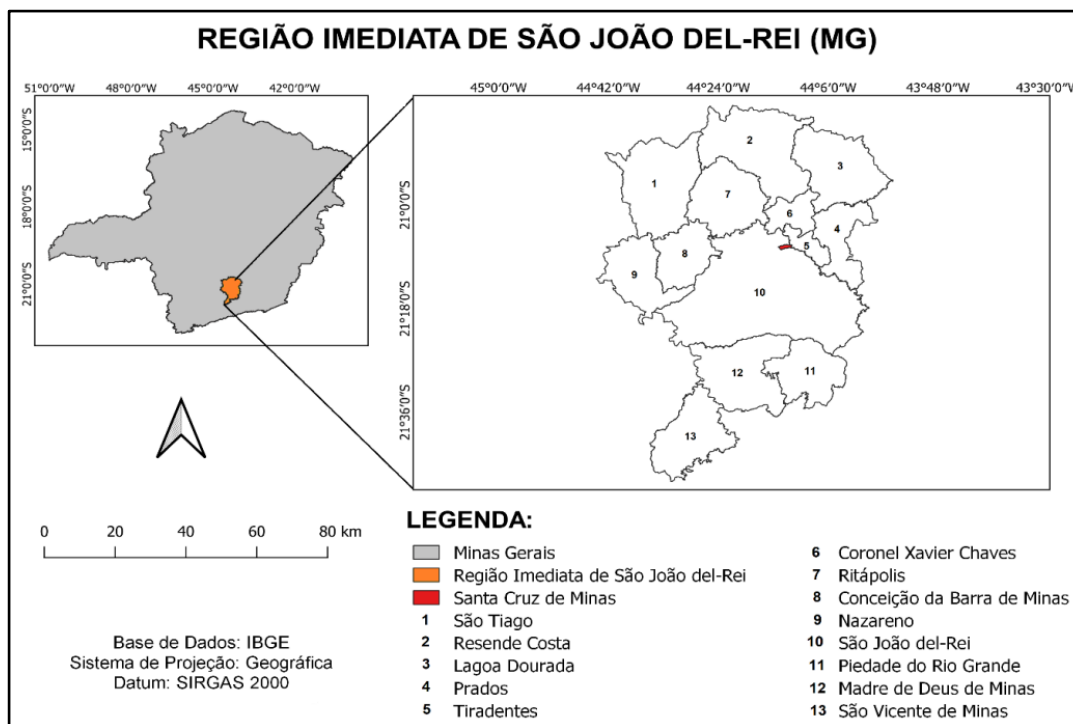 REGIÃO IMEDIATA DE SÃO JOÃO DEL-REI (MG)
51°0′0″W 48°0′0″W 45°0′0″W 42°0′0″W
15°0′0″S
18°0′0″S
21°0′0″S
45°0′0″W 44°42′0″W 44°24′0″W 44°6′0″W 43°48′0″W 43°30′0″W
21°0′0″S
21°18′0″S
21°36′0″S
2
1
3
7
6
4
5
8
9
10
12
11
13
0 20 40 60 80 km
Base de Dados: IBGE
Sistema de Projeção: Geográfica
Datum: SIRGAS 2000
LEGENDA:
Minas Gerais
Região Imediata de São João del-Rei
Santa Cruz de Minas
1 São Tiago
2 Resende Costa
3 Lagoa Dourada
4 Prados
5 Tiradentes
6 Coronel Xavier Chaves
7 Ritápolis
8 Conceição da Barra de Minas
9 Nazareno
10 São João del-Rei
11 Piedade do Rio Grande
12 Madre de Deus de Minas
13 São Vicente de Minas